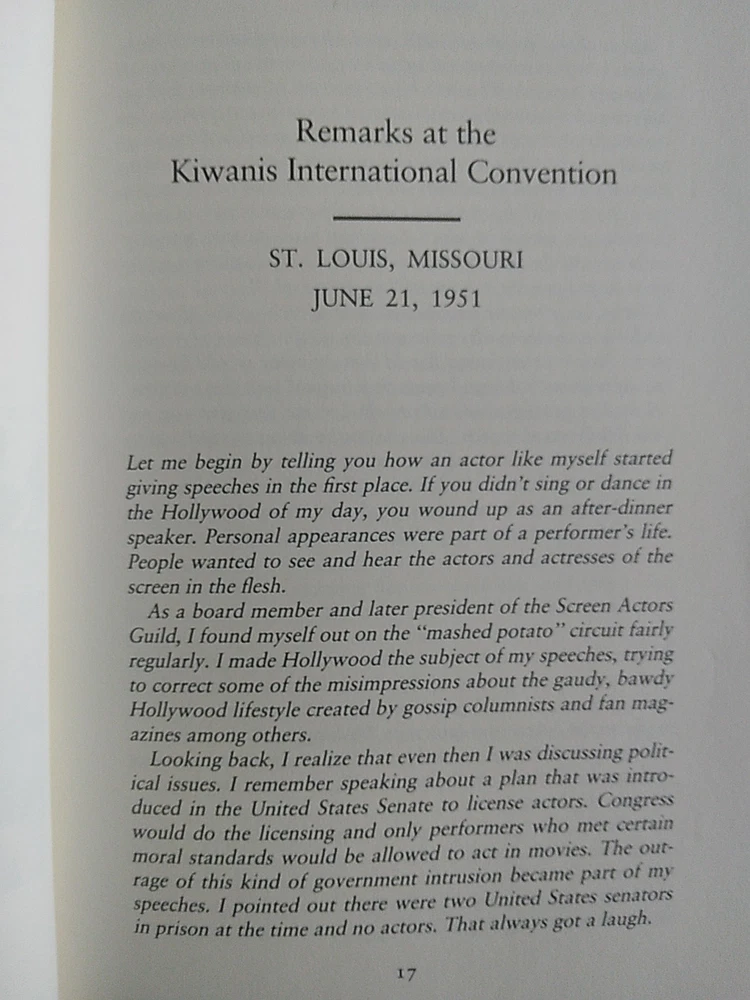 Remarks at the
Kiwanis International Convention
ST. LOUIS, MISSOURI
JUNE 21, 1951
Let me begin by telling you how an actor like myself started
giving speeches in the first place. If you didn't sing or dance in
the Hollywood of my day, you wound up as an after-dinner
speaker. Personal appearances were part of a performer's life.
People wanted to see and hear the actors and actresses of the
screen in the flesh.
As a board member and later president of the Screen Actors
Guild, I found myself out on the “mashed potato” circuit fairly
regularly. I made Hollywood the subject of my speeches, trying
to correct some of the misimpressions about the gaudy, bawdy
Hollywood lifestyle created by gossip columnists and fan mag-
azines among others.
Looking back, I realize that even then I was discussing polit-
ical issues. I remember speaking about a plan that was intro-
duced in the United States Senate to license actors. Congress
would do the licensing and only performers who met certain
moral standards would be allowed to act in movies. The out-
rage of this kind of government intrusion became part of my
speeches. I pointed out there were two United States senators
in prison at the time and no actors. That always got a laugh.
17